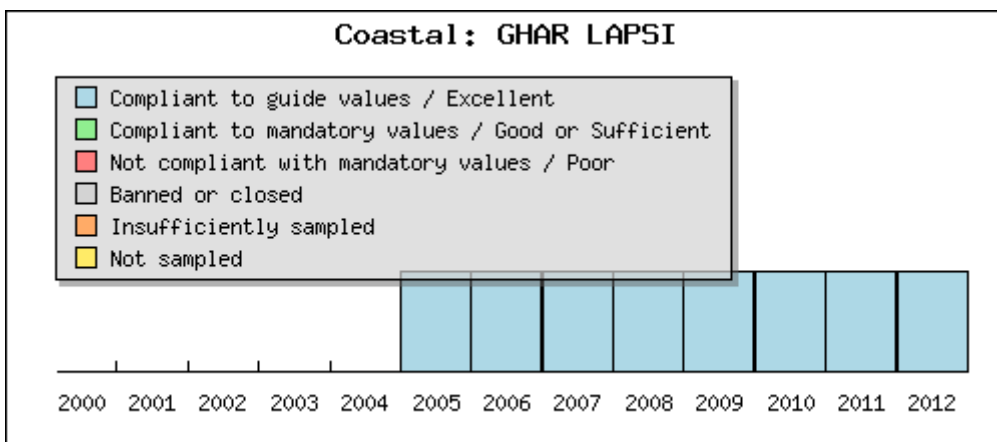 Coastal: GHAR LAPSI
Compliant to guide values / Excellent
Compliant to mandatory values / Good or Sufficient
Not compliant with mandatory values / Poor
Banned or closed
Insufficiently sampled
Not sampled
2000 2001 2002 2003 2004 2005 2006 2007 2008 2009 2010 2011 2012